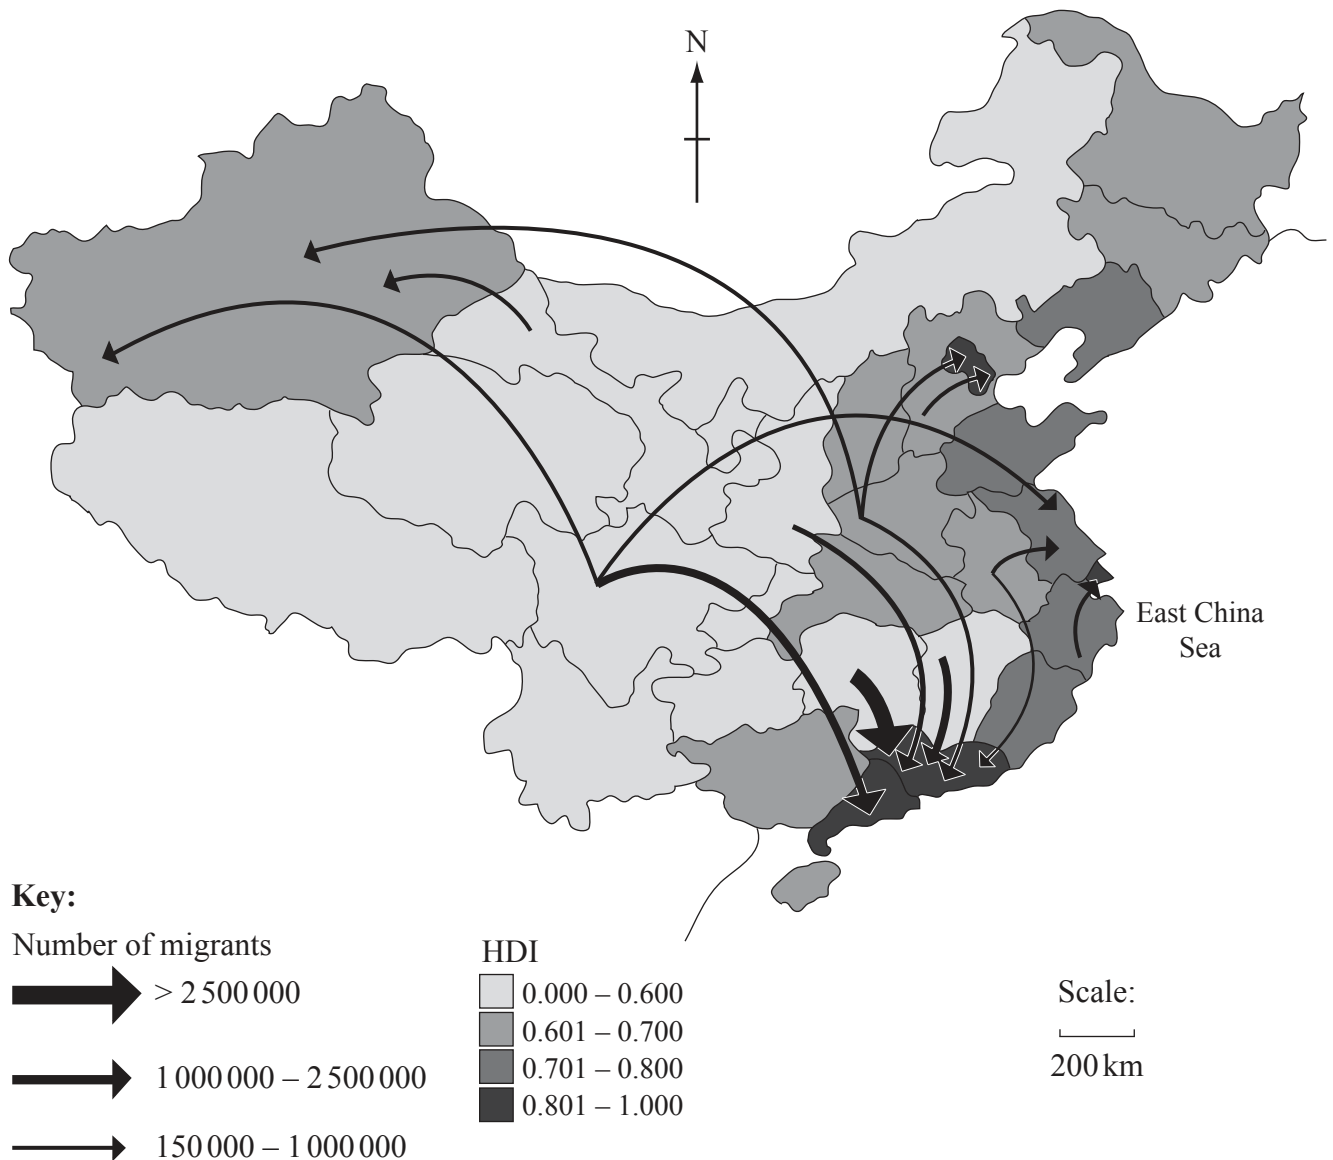 N
East China
Sea
Key:
Number of migrants
> 2 500 000
1 000 000 – 2 500 000
150 000 – 1 000 000
HDI
0.000 – 0.600
0.601 – 0.700
0.701 – 0.800
0.801 – 1.000
Scale:
200 km